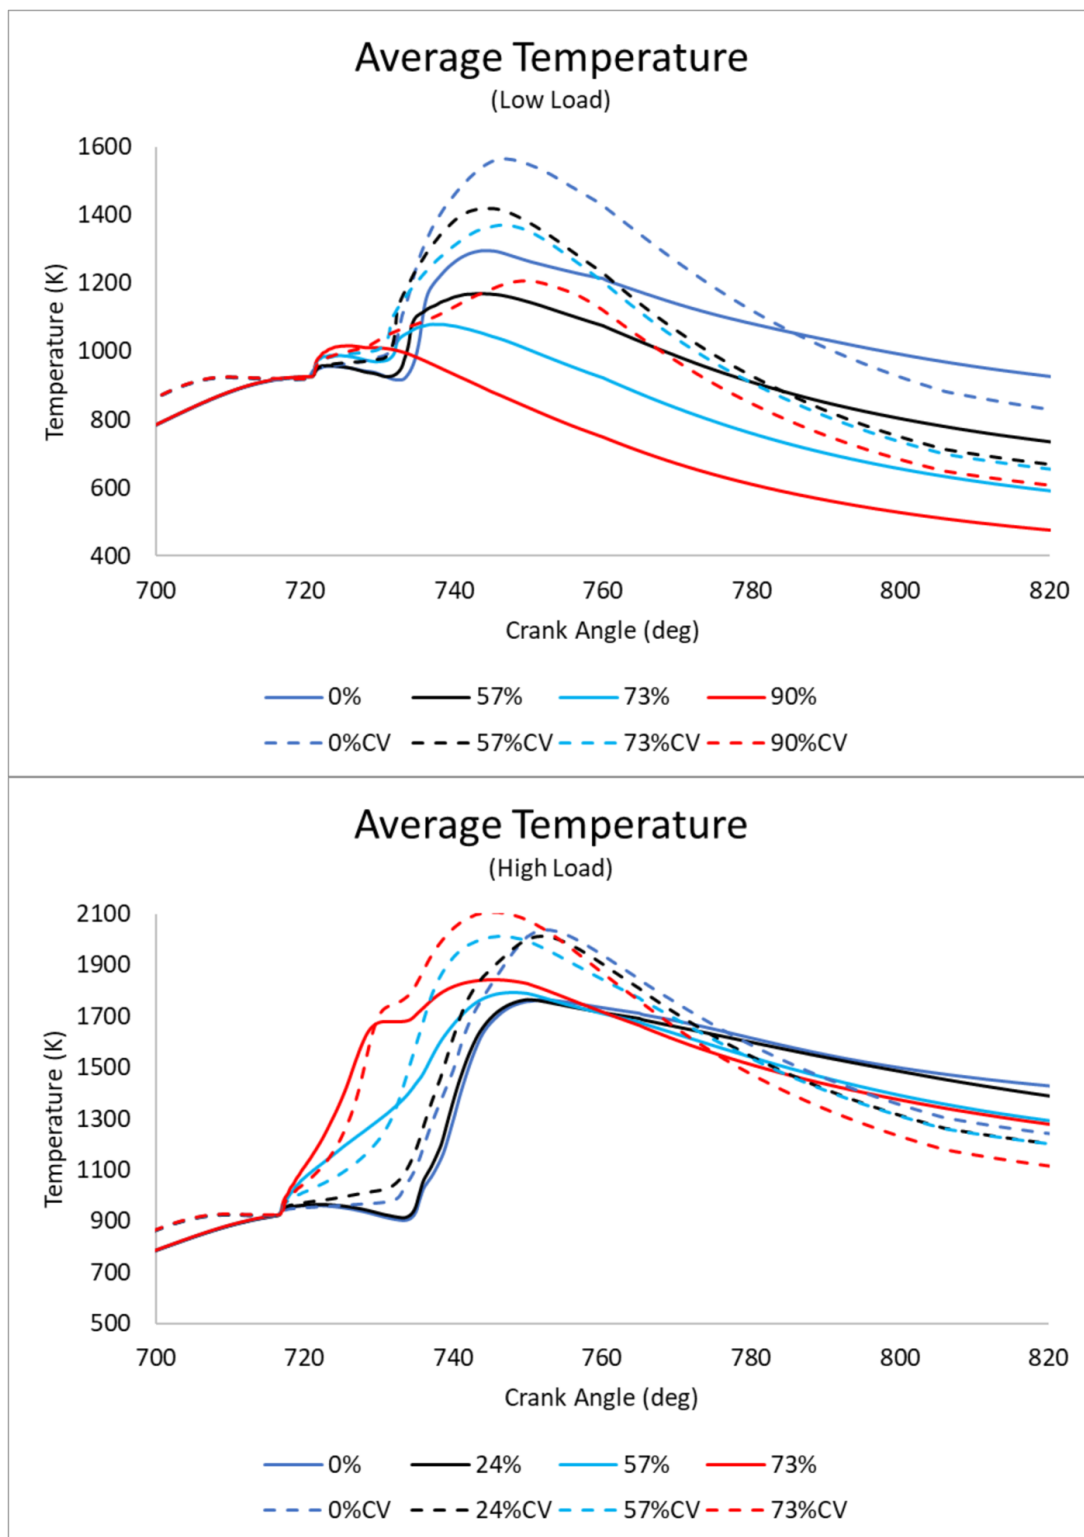 Average Temperature
(Low Load)
1600
1400
1200
1000
800
600
400
Temperature (K)
700 720 740 760 780 800 820
Crank Angle (deg)
0% 57% 73% 90%
0%CV 57%CV 73%CV 90%CV
Average Temperature
(High Load)
2100
1900
1700
1500
1300
1100
900
700
500
Temperature (K)
700 720 740 760 780 800 820
Crank Angle (deg)
0% 24% 57% 73%
0%CV 24%CV 57%CV 73%CV